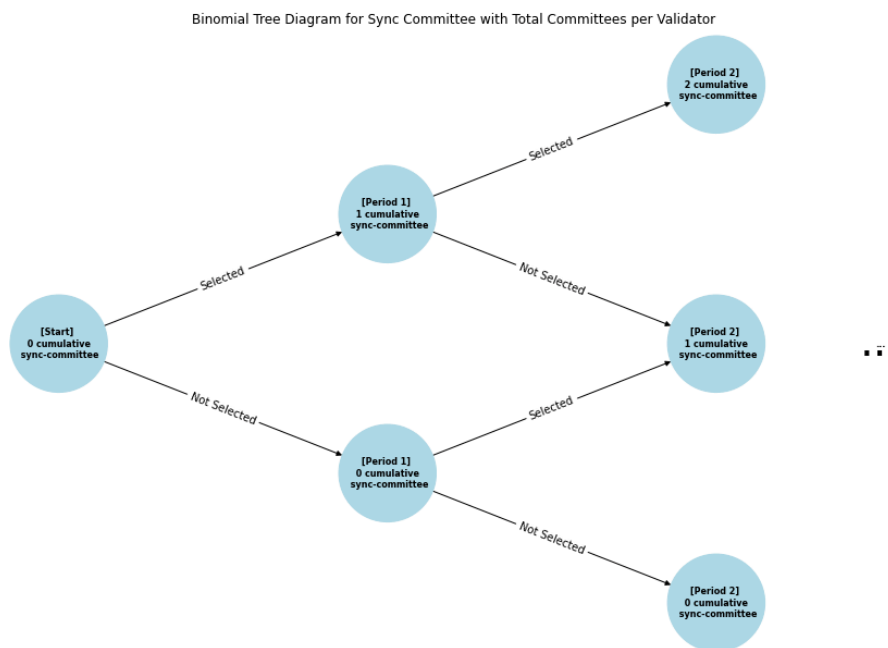 Binomial Tree Diagram for Sync Committee with Total Committees per Validator
[Period 2]
2 cumulative
sync-committee
Selected
[Period 1]
1 cumulative
sync-committee
Selected
Not Selected
[Start]
0 cumulative
sync-committee
[Period 2]
1 cumulative
sync-committee
...
Not Selected
Selected
[Period 1]
0 cumulative
sync-committee
Not Selected
[Period 2]
0 cumulative
sync-committee